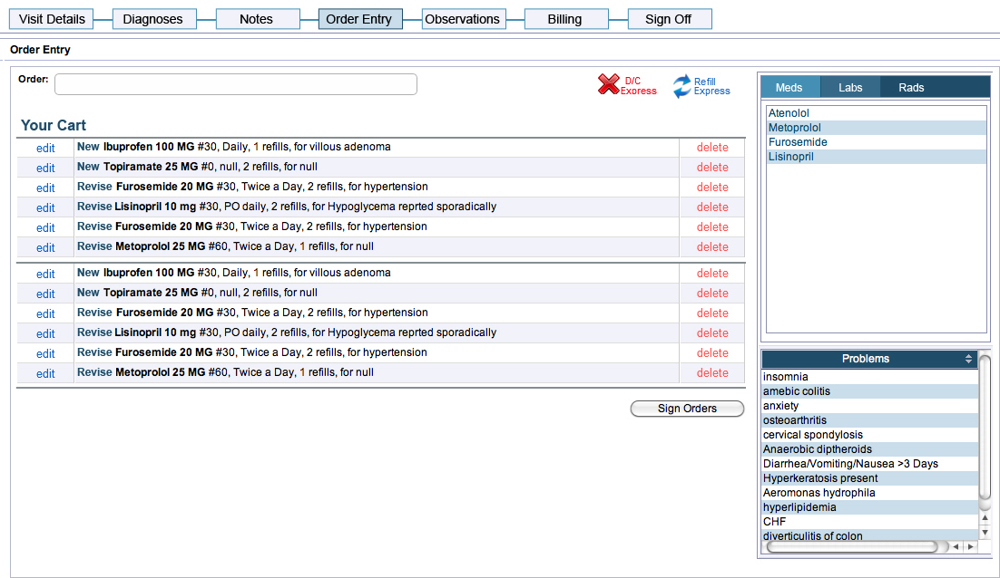 Visit Details Diagnoses Notes Order Entry Observations Billing Sign Off
Order Entry
Order:
D/C Express
Refill Express
Your Cart
edit New Ibuprofen 100 MG #30, Daily, 1 refills, for villous adenoma delete
edit New Topiramate 25 MG #0, null, 2 refills, for null delete
edit Revise Furosemide 20 MG #30, Twice a Day, 2 refills, for hypertension delete
edit Revise Lisinopril 10 mg #30, PO daily, 2 refills, for Hypoglycema reprted sporadically delete
edit Revise Furosemide 20 MG #30, Twice a Day, 2 refills, for hypertension delete
edit Revise Metoprolol 25 MG #60, Twice a Day, 1 refills, for null delete
edit New Ibuprofen 100 MG #30, Daily, 1 refills, for villous adenoma delete
edit New Topiramate 25 MG #0, null, 2 refills, for null delete
edit Revise Furosemide 20 MG #30, Twice a Day, 2 refills, for hypertension delete
edit Revise Lisinopril 10 mg #30, PO daily, 2 refills, for Hypoglycema reprted sporadically delete
edit Revise Furosemide 20 MG #30, Twice a Day, 2 refills, for hypertension delete
edit Revise Metoprolol 25 MG #60, Twice a Day, 1 refills, for null delete
Sign Orders
Meds Labs Rads
Atenolol
Metoprolol
Furosemide
Lisinopril
Problems
insomnia
amebic colitis
anxiety
osteoarthritis
cervical spondylosis
Anaerobic diptheroids
Diarrhea/Vomiting/Nausea >3 Days
Hyperkeratosis present
Aeromonas hydrophila
hyperlipidemia
CHF
diverticulitis of colon